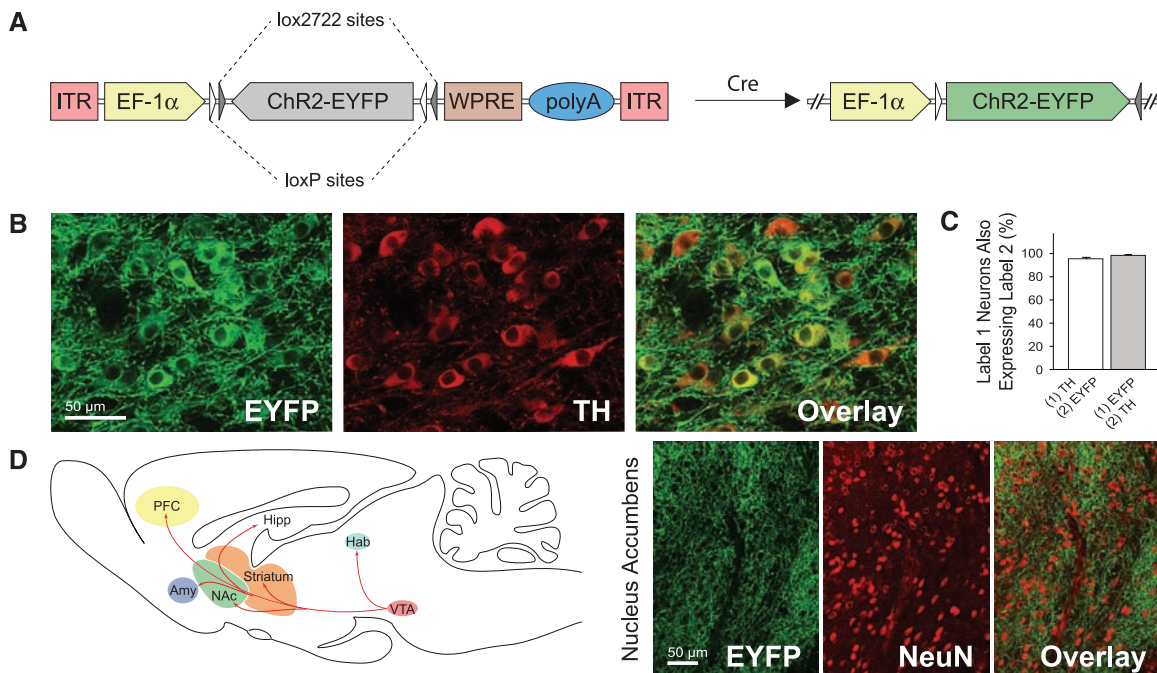 A
lox2722 sites
ITR
EF-1α
ChR2-EYFP
WPRE
polyA
ITR
Cre
EF-1α
ChR2-EYFP
loxP sites
B
50 µm
EYFP
TH
Overlay
C
Label 1 Neurons Also
Expressing Label 2 (%)
100
80
60
40
20
0
(1) TH
(2) EYFP
(1) EYFP
(2) TH
D
PFC
Hipp
Hab
Striatum
Amy
NAc
VTA
Nucleus Accumbens
50 µm
EYFP
NeuN
Overlay